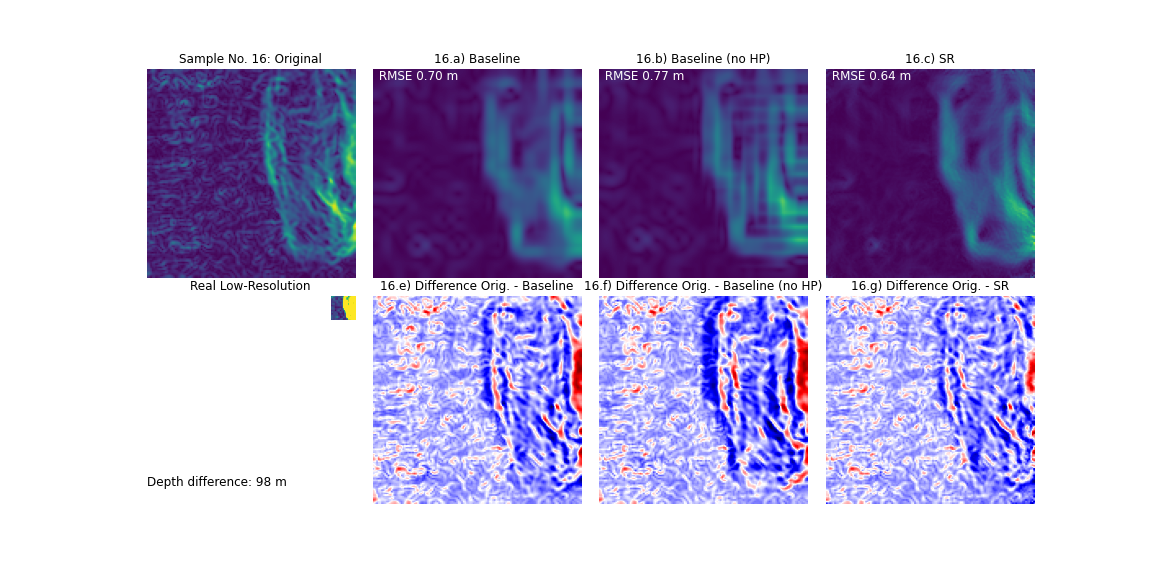 Sample No. 16: Original
16.a) Baseline
16.b) Baseline (no HP)
16.c) SR
RMSE 0.70 m
RMSE 0.77 m
RMSE 0.64 m
Real Low-Resolution
16.e) Difference Orig. - Baseline
16.f) Difference Orig. - Baseline (no HP)
16.g) Difference Orig. - SR
Depth difference: 98 m